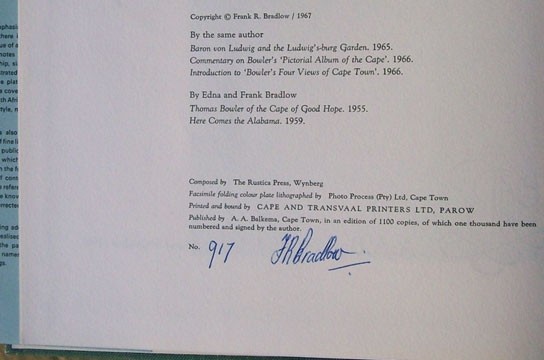 Copyright © Frank R. Bradlow / 1967
By the same author
Baron von Ludwig and the Ludwig's-burg Garden. 1965.
Commentary on Bowler's 'Pictorial Album of the Cape'. 1966.
Introduction to 'Bowler's Four Views of Cape Town'. 1966.
By Edna and Frank Bradlow
Thomas Bowler of the Cape of Good Hope. 1955.
Here Comes the Alabama. 1959.
Composed by The Rustica Press, Wynberg
Facsimile folding colour plate lithographed by Photo Process (Pty) Ltd, Cape Town
Printed and bound by CAPE AND TRANSVAAL PRINTERS LTD, PAROW
Published by A. A. Balkema, Cape Town, in an edition of 1100 copies, of which one thousand have been
numbered and signed by the author.
No. 917 FRBradlow